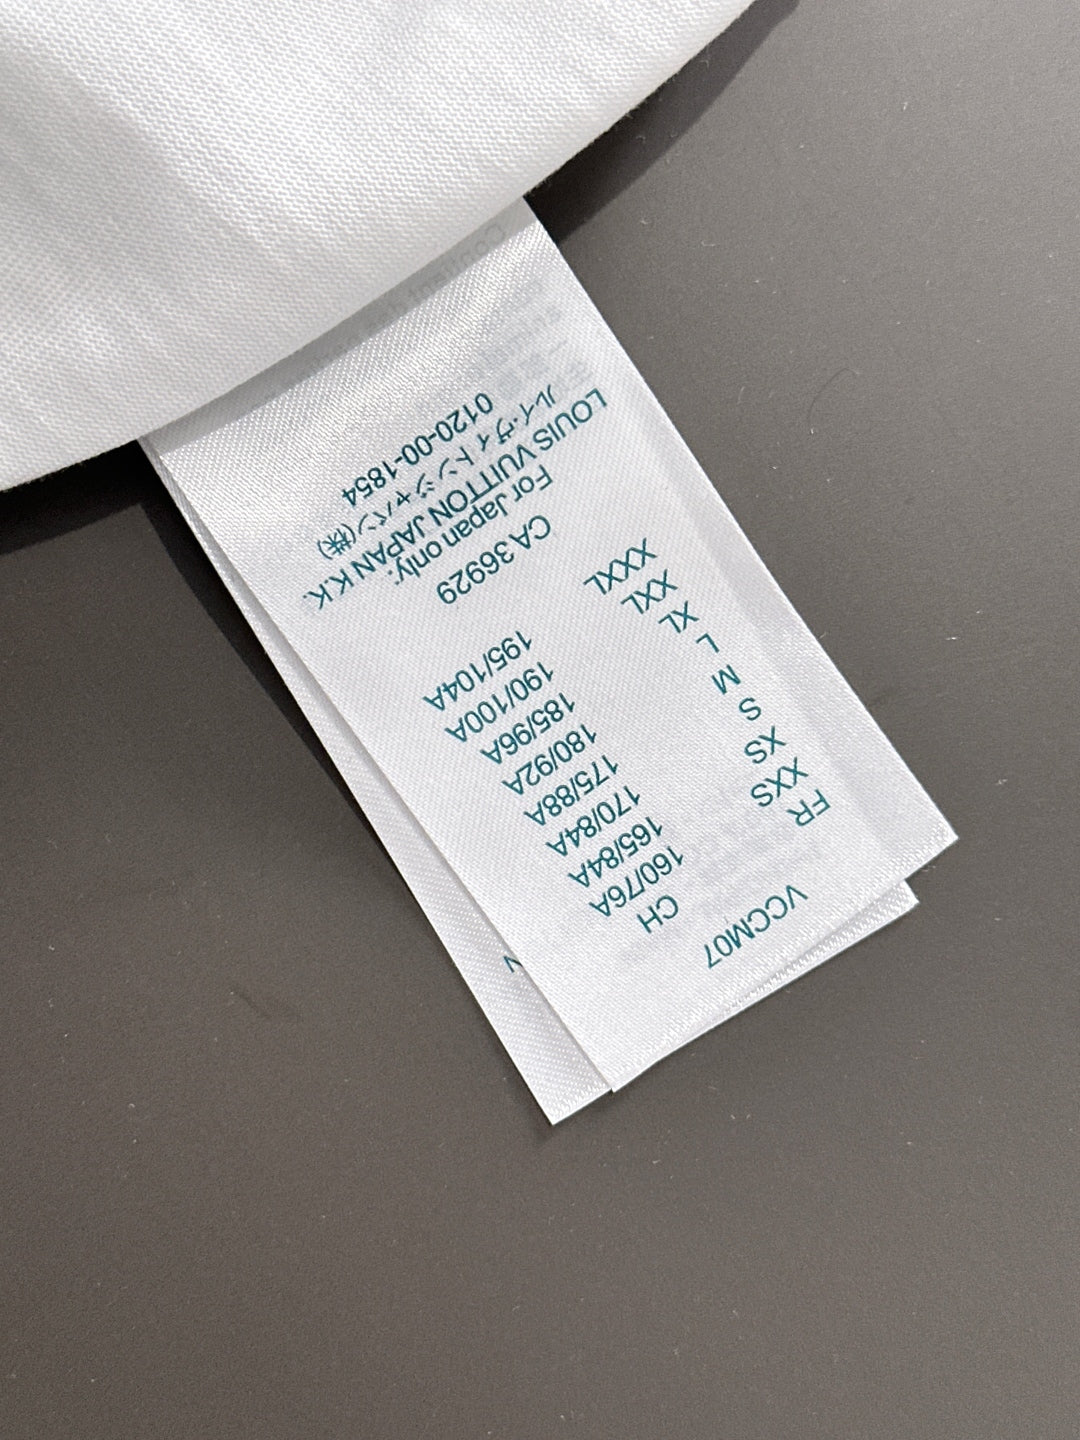 VCCM07
FR CH
XXS 160/76A
XS 165/84A
S 170/84A
M 175/88A
L 180/92A
XL 185/96A
XXL 190/100A
XXXL 195/104A
CA 36929
For Japan only:
LOUIS VUITTON JAPAN K.K.
ルイ・ヴィトンジャパン(株)
0120-00-1854